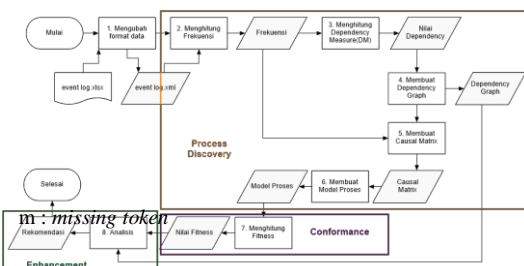 Mulai
1. Mengubah
format data
2. Menghitung
Frekuensi
Frekuensi
3. Menghitung
Dependency
Measure(DM)
Nilai
Dependency
event log.xlsx
event log.xml
4. Membuat
Dependency
Graph
Dependency
Graph
5. Membuat
Causal Matrix
Process
Discovery
Selesai
Model Proses
6. Membuat
Model Proses
Causal
Matrix
m : missing token
Rekomendasi
8. Analisis
Nilai Fitness
7. Menghitung
Fitness
Conformance
Enhancement